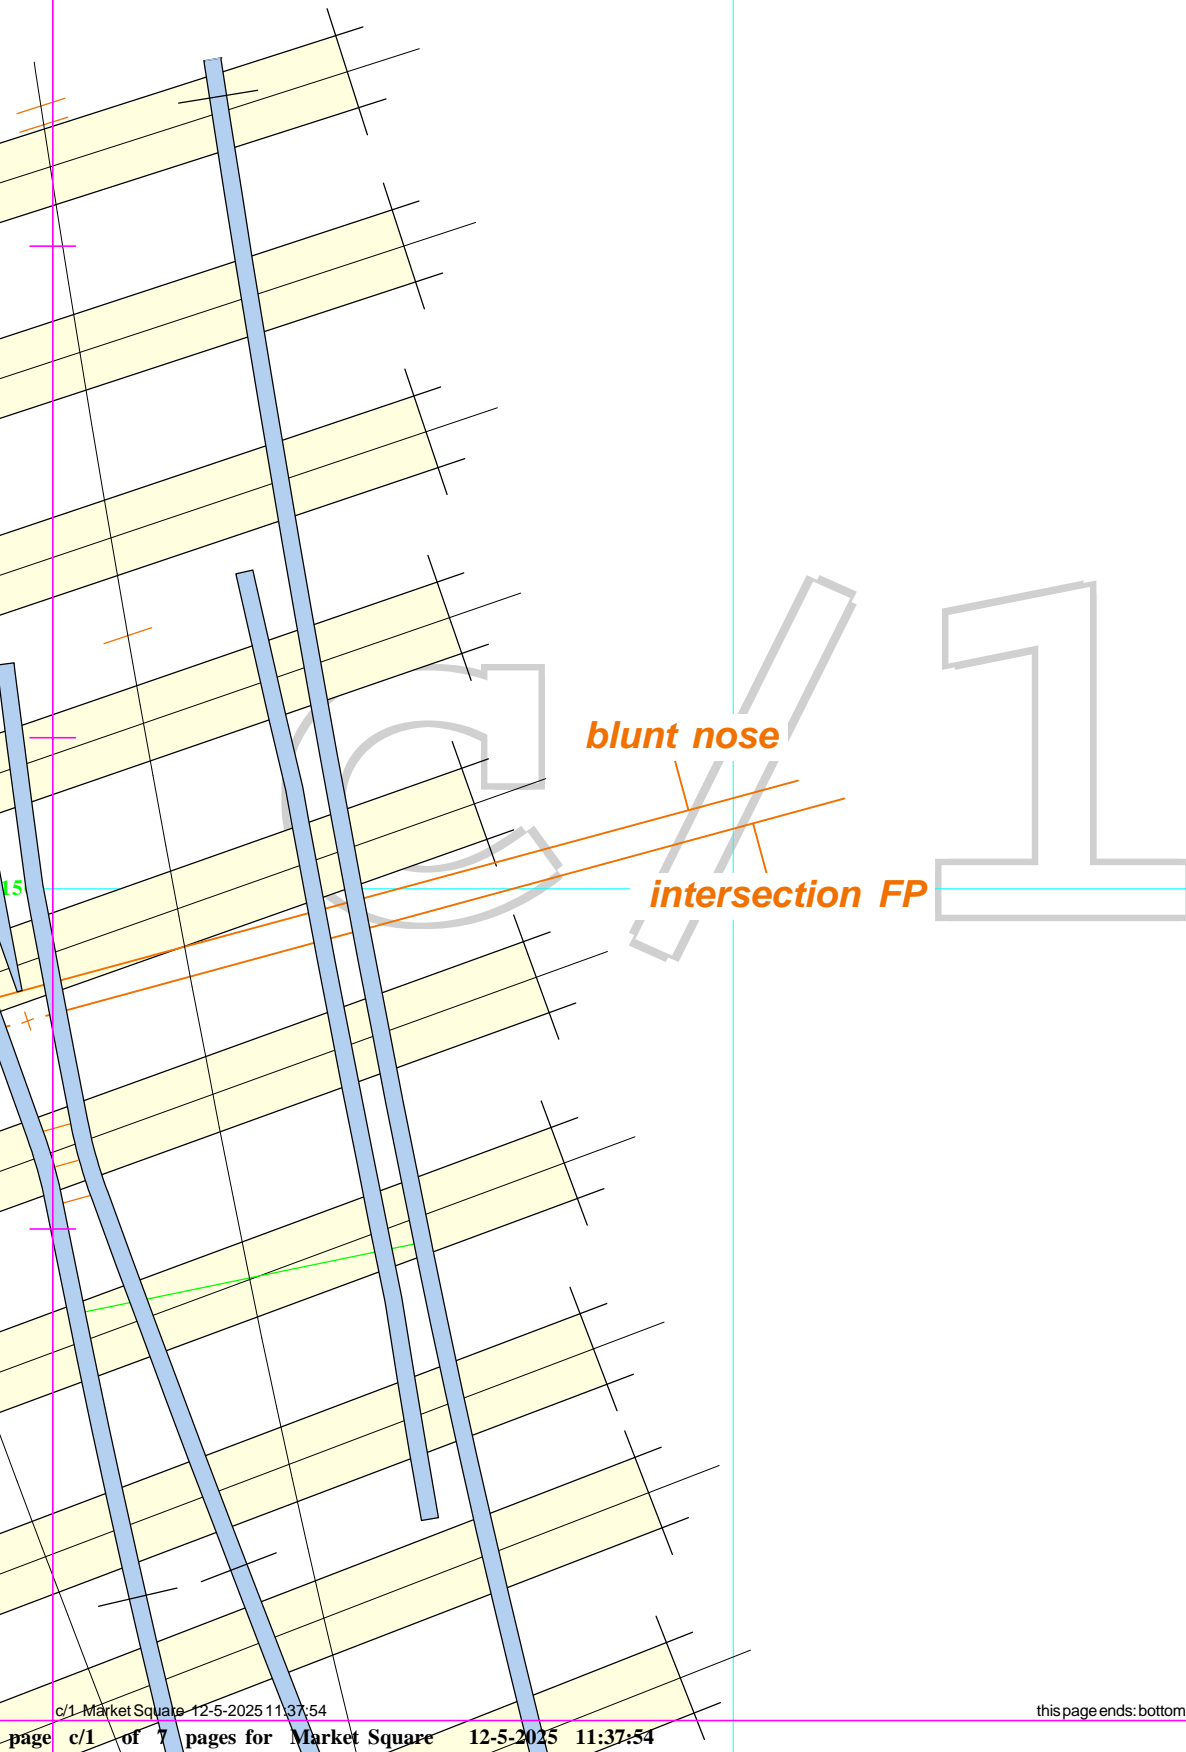 c/1
blunt nose
15
intersection FP
c/1 Market Square 12-5-2025 11:37:54
this page ends: bottom
page c/1 of 7 pages for Market Square 12-5-2025 11:37:54